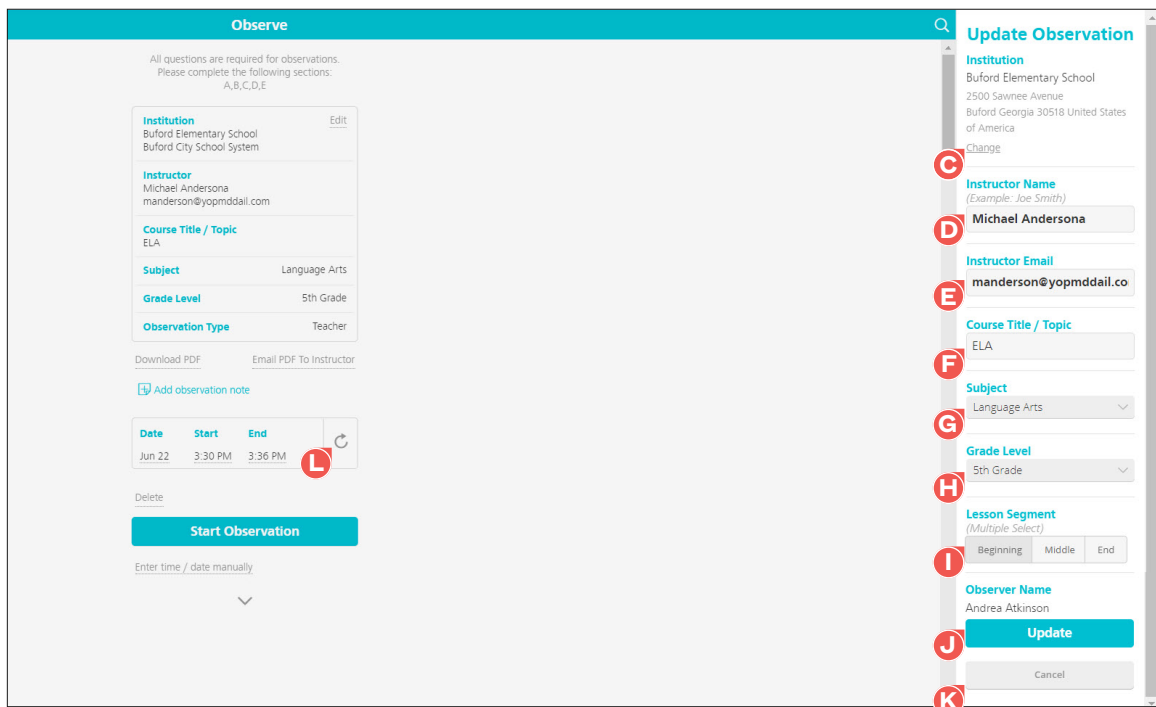 Observe
All questions are required for observations.
Please complete the following sections:
A,B,C,D,E
Institution Edit
Buford Elementary School
Buford City School System
Instructor
Michael Andersona
manderson@yopmddail.com
Course Title / Topic
ELA
Subject Language Arts
Grade Level 5th Grade
Observation Type Teacher
Download PDF Email PDF To Instructor
Add observation note
Date Start End
Jun 22 3:30 PM 3:36 PM
L
Delete
Start Observation
Enter time / date manually
Update Observation
Institution
Buford Elementary School
2500 Sawnee Avenue
Buford Georgia 30518 United States
of America
Change
C
Instructor Name
(Example: Joe Smith)
Michael Andersona
D
Instructor Email
manderson@yopmddail.co
E
Course Title / Topic
ELA
F
Subject
Language Arts
G
Grade Level
5th Grade
H
Lesson Segment
(Multiple Select)
Beginning Middle End
I
Observer Name
Andrea Atkinson
Update
J
Cancel
K